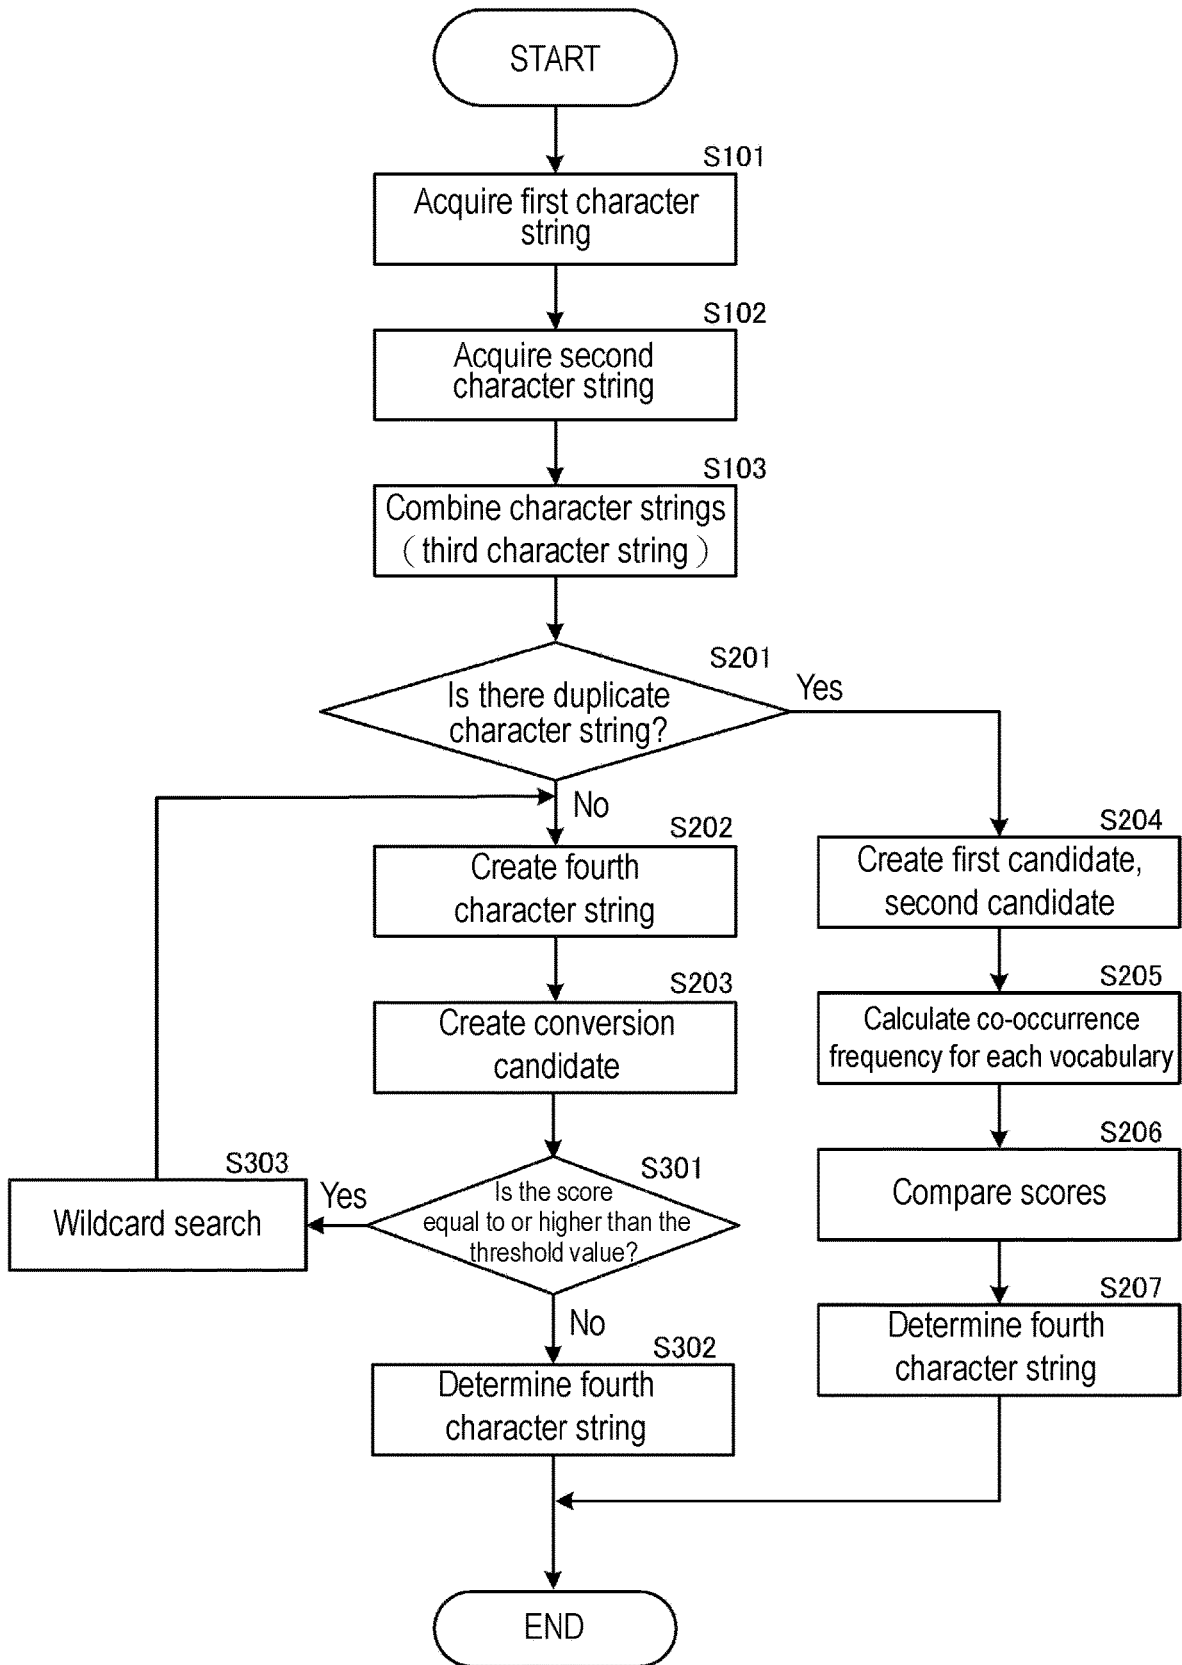 START
S101
Acquire first character
string
S102
Acquire second
character string
S103
Combine character strings
（third character string）
S201
Is there duplicate
character string?
Yes
No
S202
Create fourth
character string
S203
Create conversion
candidate
S301
Is the score
equal to or higher than the
threshold value?
Yes
S303
Wildcard search
No
S302
Determine fourth
character string
S204
Create first candidate,
second candidate
S205
Calculate co-occurrence
frequency for each vocabulary
S206
Compare scores
S207
Determine fourth
character string
END